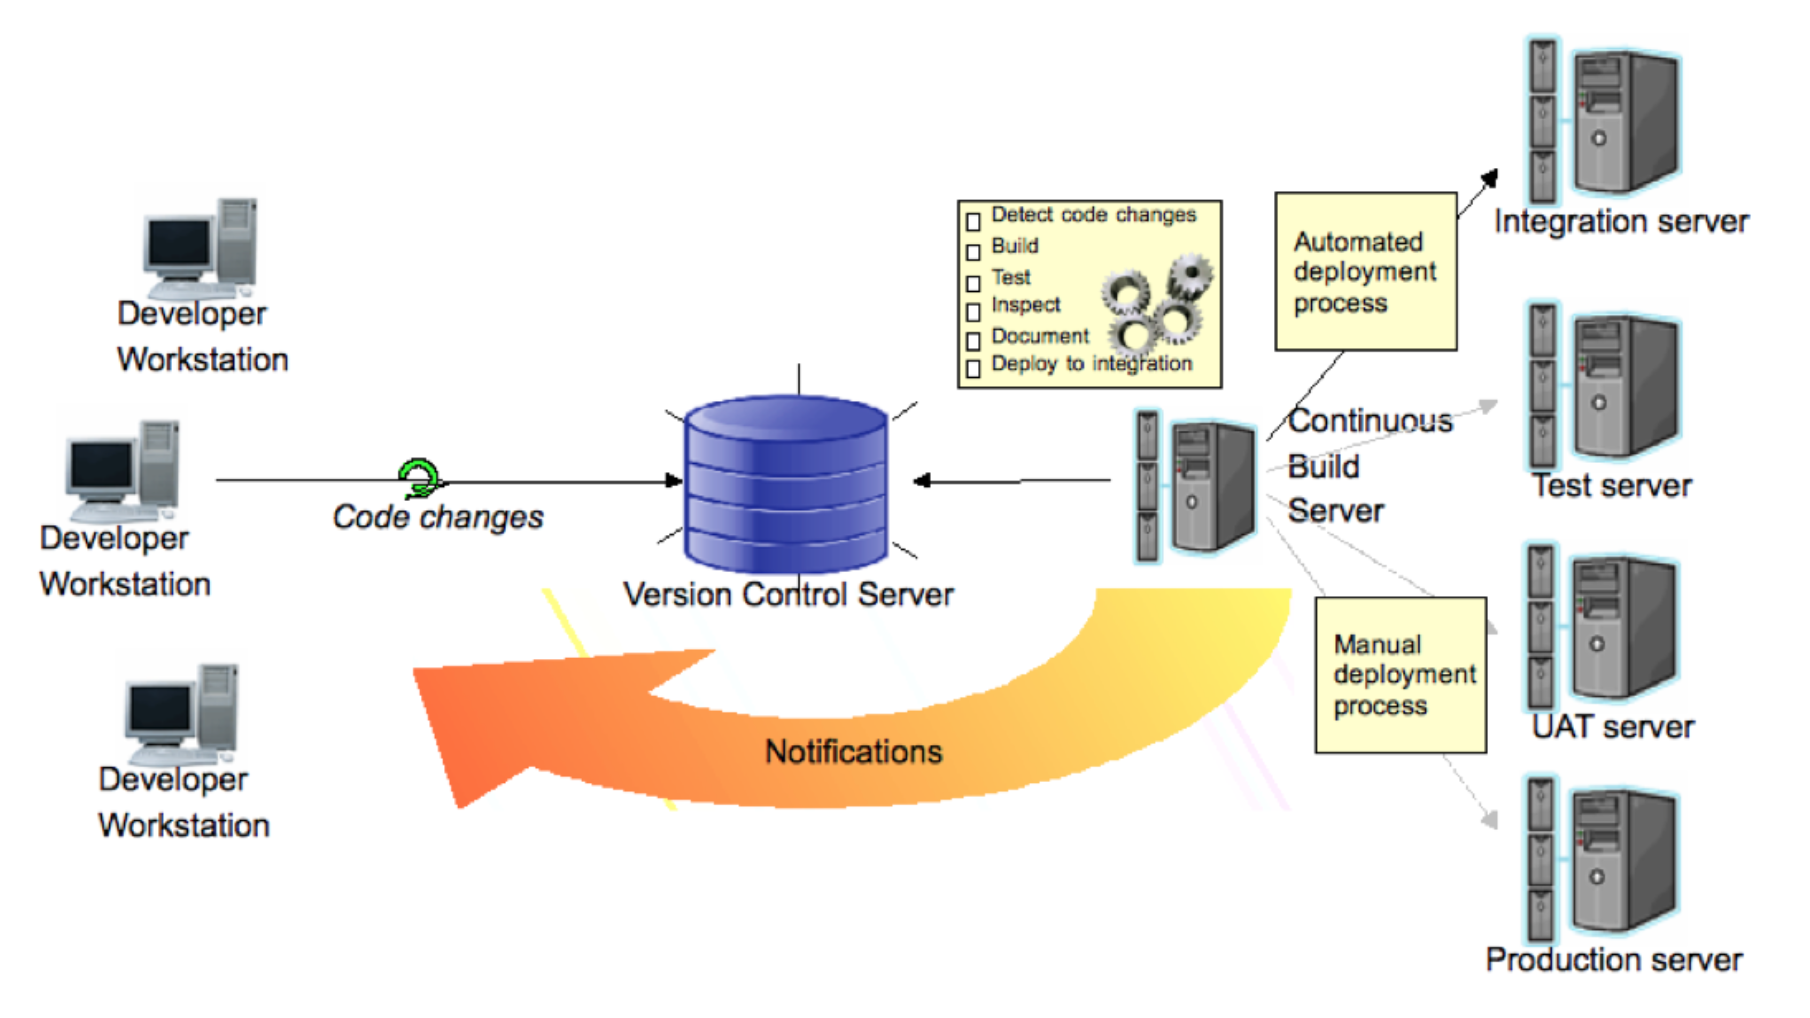 Developer
Workstation
Developer
Workstation
Developer
Workstation
Code changes
Version Control Server
Detect code changes
Build
Test
Inspect
Document
Deploy to integration
Continuous
Build
Server
Automated
deployment
process
Manual
deployment
process
Notifications
Integration server
Test server
UAT server
Production server